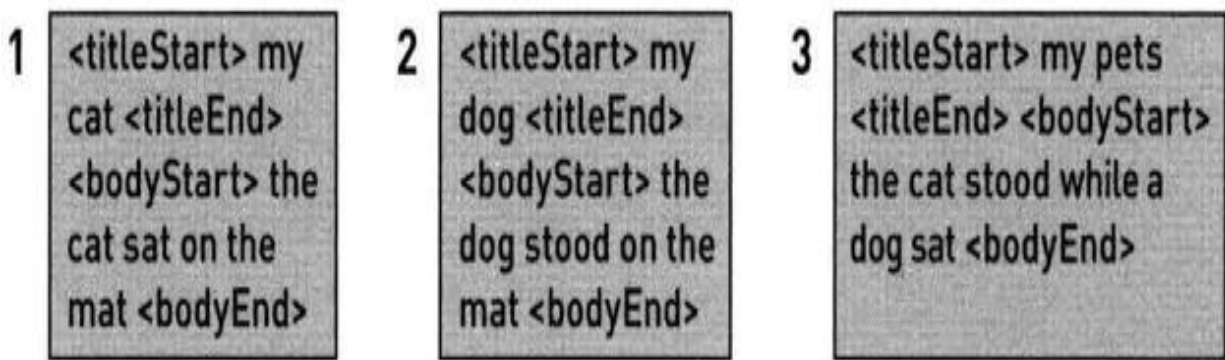 1
<titleStart> my
cat <titleEnd>
<bodyStart> the
cat sat on the
mat <bodyEnd>
2
<titleStart> my
dog <titleEnd>
<bodyStart> the
dog stood on the
mat <bodyEnd>
3
<titleStart> my pets
<titleEnd> <bodyStart>
the cat stood while a
dog sat <bodyEnd>